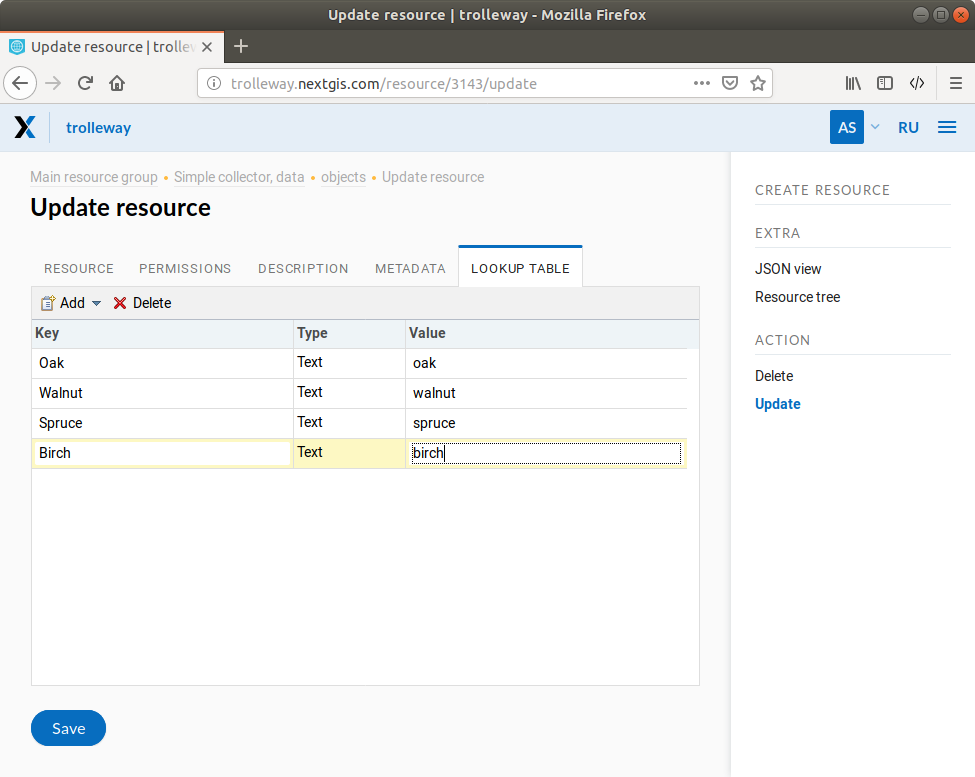 Update resource | trolleway - Mozilla Firefox
Update resource | trollew
trolleway.nextgis.com/resource/3143/update
trolleway
AS
RU
Main resource group • Simple collector, data • objects • Update resource
Update resource
RESOURCE PERMISSIONS DESCRIPTION METADATA LOOKUP TABLE
Add Delete
Key Type Value
Oak Text oak
Walnut Text walnut
Spruce Text spruce
Birch Text birch
Save
CREATE RESOURCE
EXTRA
JSON view
Resource tree
ACTION
Delete
Update